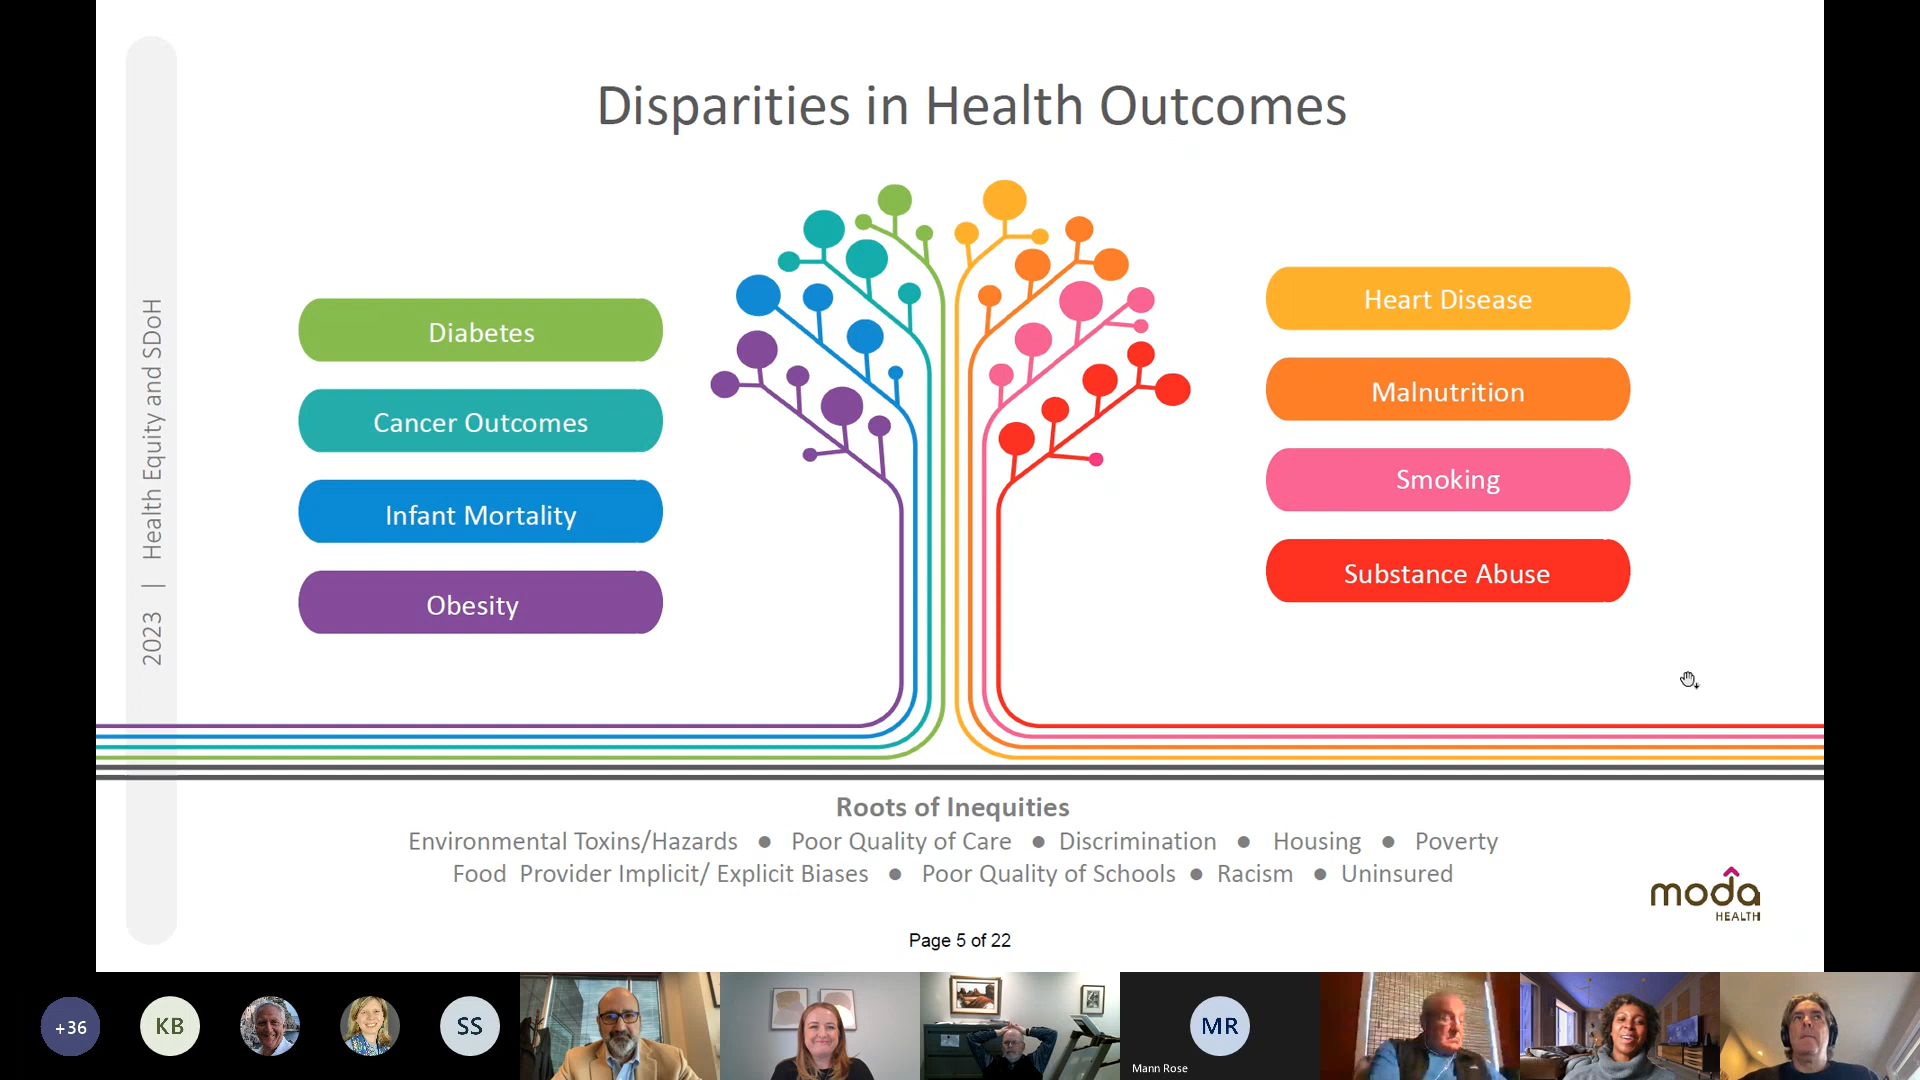 Disparities in Health Outcomes
2023 | Health Equity and SDoH
Diabetes
Cancer Outcomes
Infant Mortality
Obesity
Heart Disease
Malnutrition
Smoking
Substance Abuse
Roots of Inequities
Environmental Toxins/Hazards ● Poor Quality of Care ● Discrimination ● Housing ● Poverty
Food Provider Implicit/ Explicit Biases ● Poor Quality of Schools ● Racism ● Uninsured
moda
HEALTH
Page 5 of 22
+36
KB
SS
MR
Mann Rose